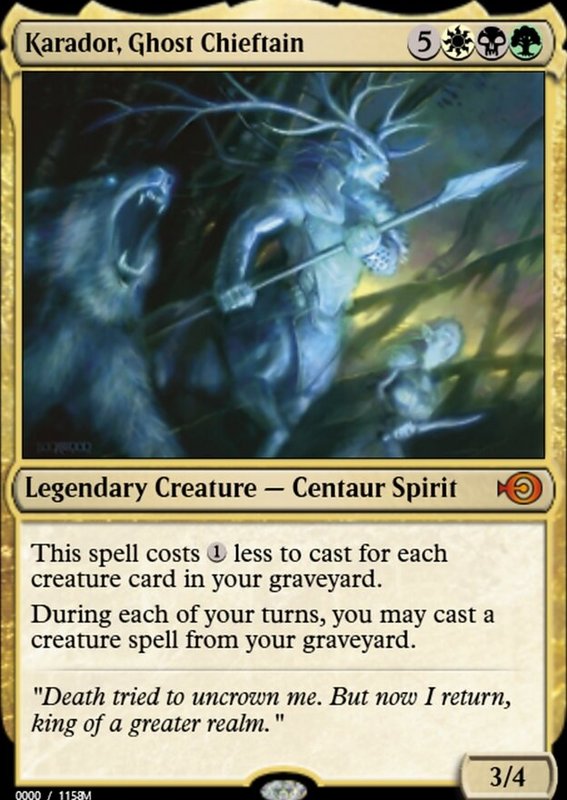 Karador, Ghost Chieftain 5
Legendary Creature — Centaur Spirit
This spell costs 1 less to cast for each
creature card in your graveyard.
During each of your turns, you may cast a
creature spell from your graveyard.
"Death tried to uncrown me. But now I return,
king of a greater realm."
3/4
0000 / 1158M